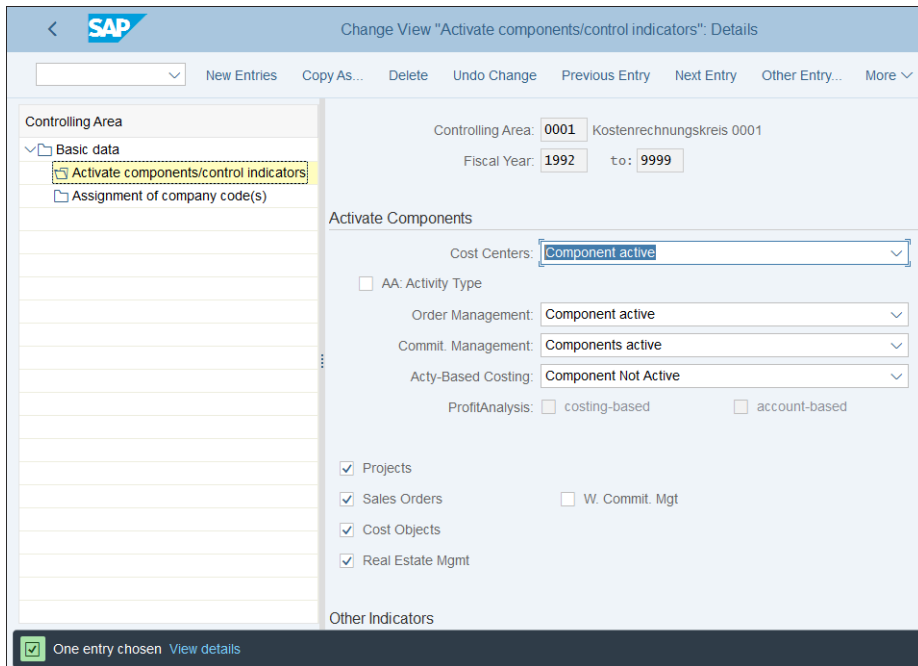 SAP
Change View "Activate components/control indicators": Details
New Entries Copy As... Delete Undo Change Previous Entry Next Entry Other Entry... More
Controlling Area
Basic data
Activate components/control indicators
Assignment of company code(s)
Controlling Area: 0001 Kostenrechnungskreis 0001
Fiscal Year: 1992 to: 9999
Activate Components
Cost Centers: Component active
AA: Activity Type
Order Management: Component active
Commit. Management: Components active
Acty-Based Costing: Component Not Active
ProfitAnalysis: costing-based account-based
Projects
Sales Orders W. Commit. Mgt
Cost Objects
Real Estate Mgmt
Other Indicators
One entry chosen View details